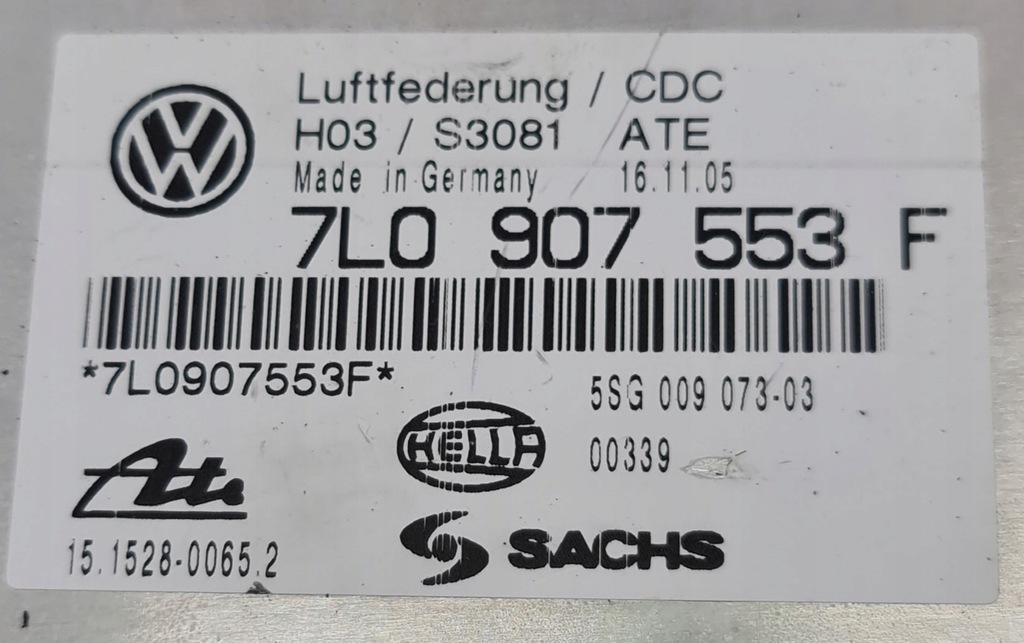 Luftfederung / CDC
H03 / S3081 ATE
Made in Germany 16.11.05
7L0 907 553 F
*7L0907553F*
5SG 009 073-03
HELLA 00339
Ate
15.1528-0065.2
SACHS